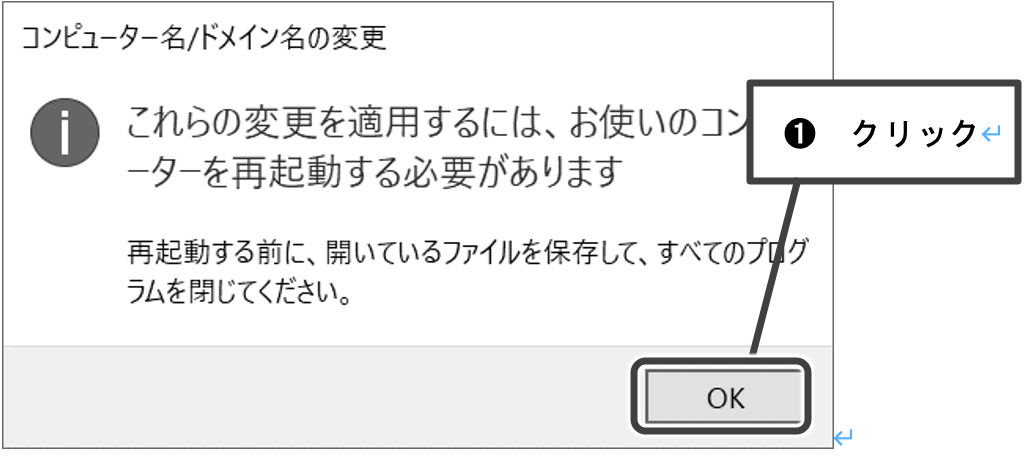 コンピューター名/ドメイン名の変更
これらの変更を適用するには、お使いのコン
ーターを再起動する必要があります
❶ クリック↵
再起動する前に、開いているファイルを保存して、すべてのプログ
ラムを閉じてください。
OK
↵